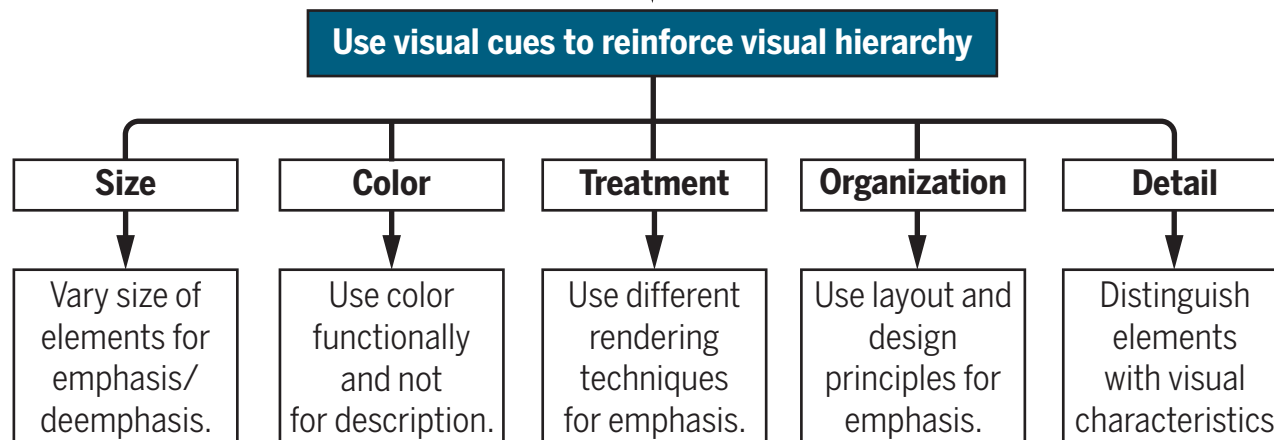 Use visual cues to reinforce visual hierarchy
Size
Color
Treatment
Organization
Detail
Vary size of
elements for
emphasis/
deemphasis.
Use color
functionally
and not
for description.
Use different
rendering
techniques
for emphasis.
Use layout and
design
principles for
emphasis.
Distinguish
elements
with visual
characteristics